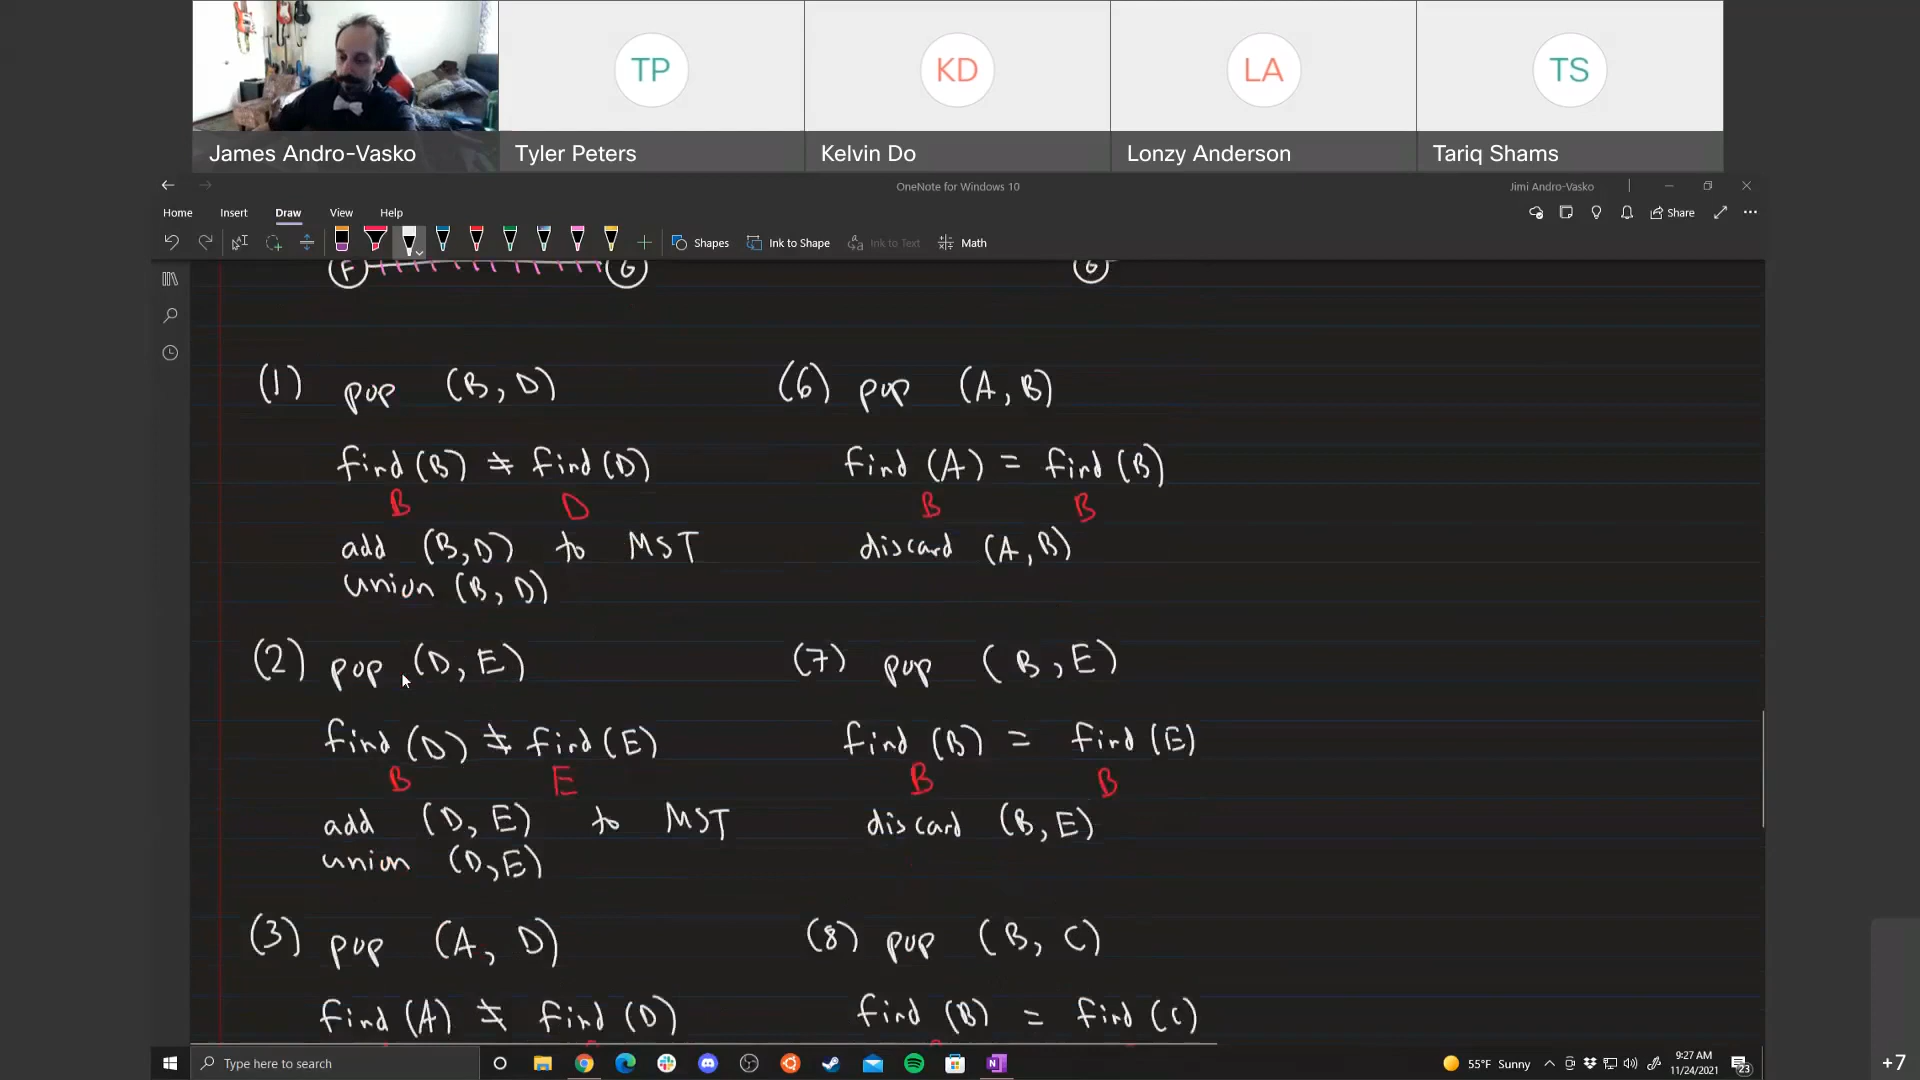 TP
KD
LA
TS
James Andro-Vasko
Tyler Peters
Kelvin Do
Lonzy Anderson
Tariq Shams
OneNote for Windows 10
Jimi Andro-Vasko
Home Insert Draw View Help
Share
Shapes
Ink to Shape
Ink to Text
Math
F
G
G
(1) pop (B, D)
find (B) ≠ find (D)
B D
add (B,D) to MST
union (B, D)
(2) pop (D, E)
find (D) ≠ find (E)
B E
add (D, E) to MST
union (D,E)
(3) pop (A, D)
find (A) ≠ find (D)
(6) pop (A, B)
find (A) = find (B)
B B
discard (A, B)
(7) pop (B, E)
find (B) = find (E)
B B
discard (B, E)
(8) pop (B, C)
find (B) = find (C)
Type here to search
55°F Sunny
9:27 AM
11/24/2021
23
+7